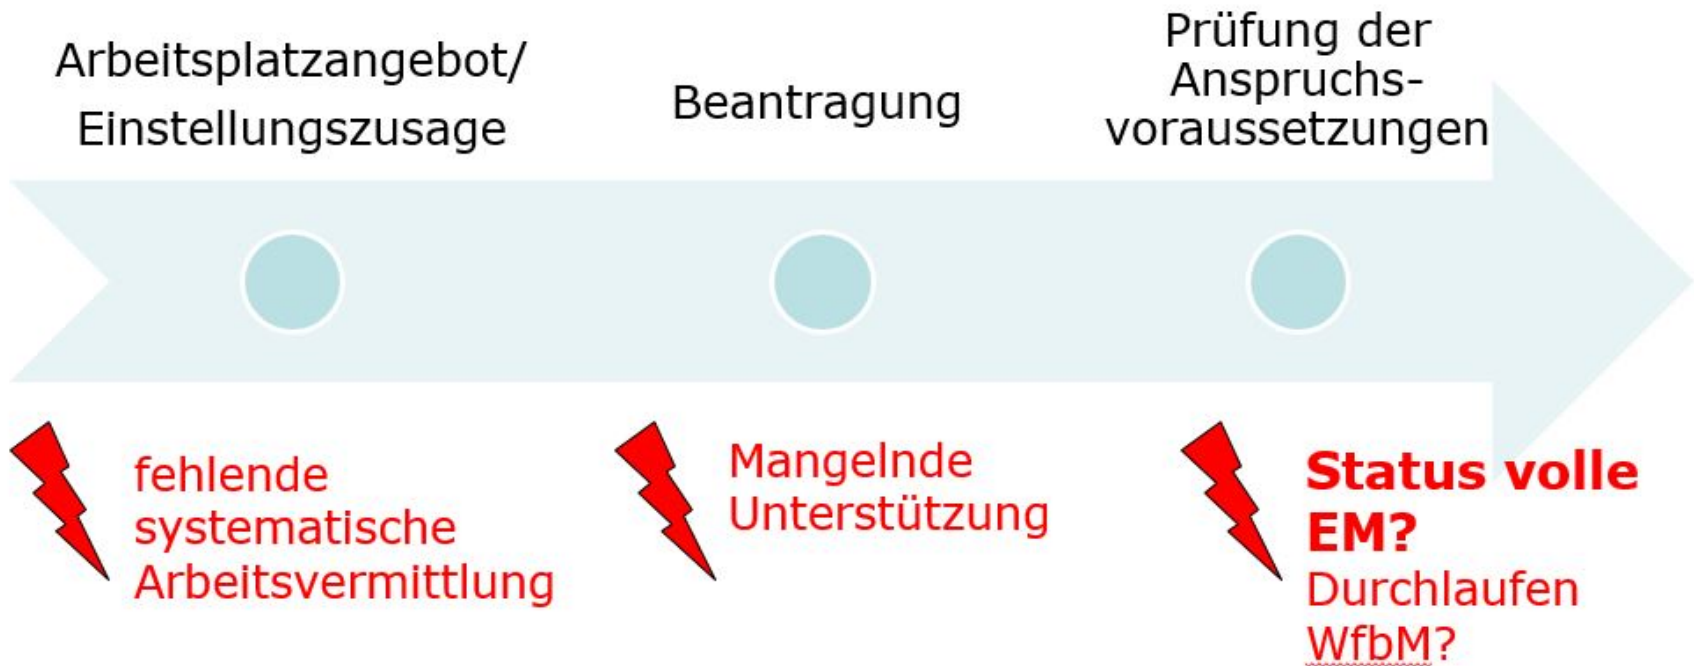 Arbeitsplatzangebot/
Einstellungszusage
Beantragung
Prüfung der
Anspruchs-
voraussetzungen
fehlende
systematische
Arbeitsvermittlung
Mangelnde
Unterstützung
Status volle
EM?
Durchlaufen
WfbM?